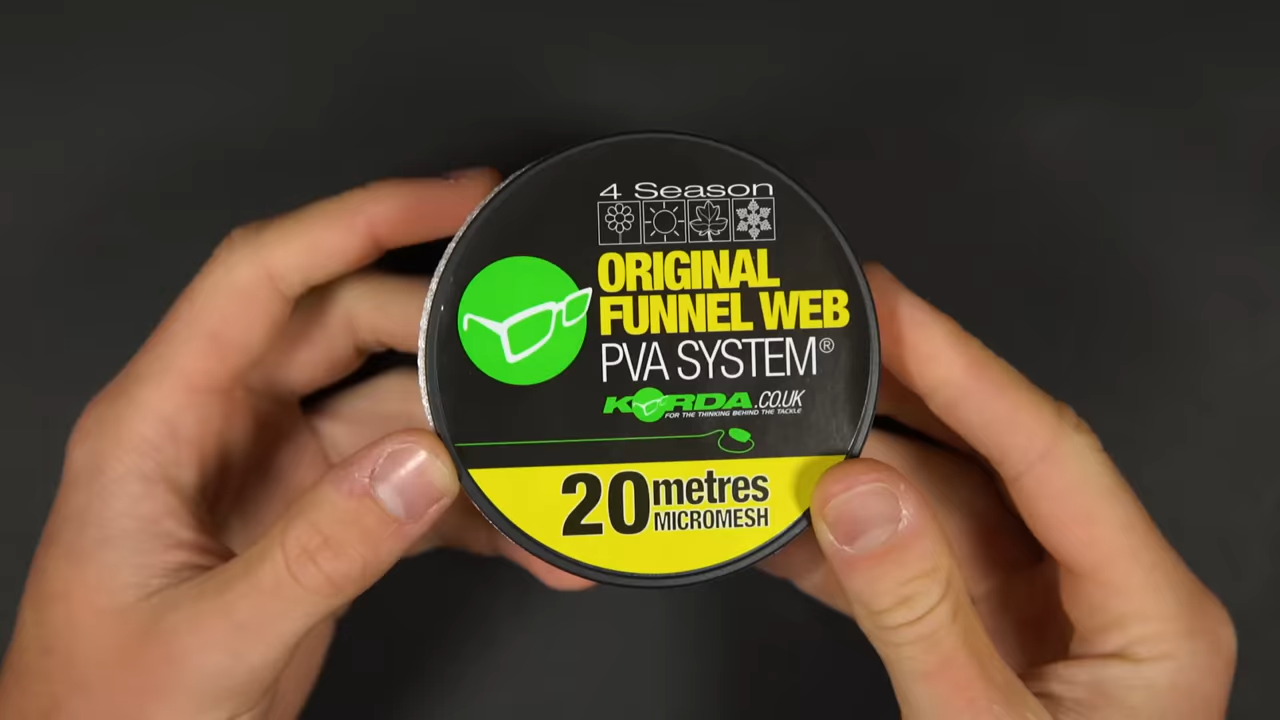 4 Season
ORIGINAL
FUNNEL WEB
PVA SYSTEM®
KORDA.CO.UK
FOR THE THINKING BEHIND THE TACKLE
20 metres
MICROMESH